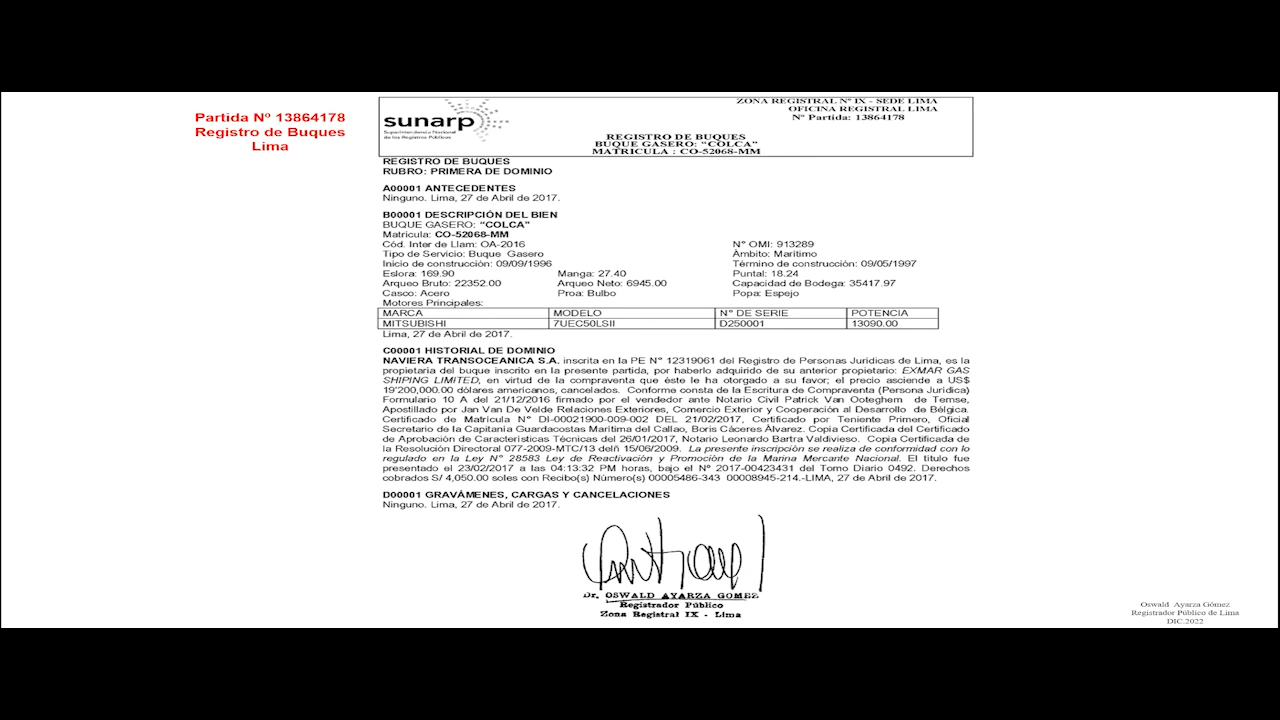 Partida Nº 13864178
Registro de Buques
Lima
sunarp
Superintendencia Nacional
de los Registros Públicos
ZONA REGISTRAL Nº IX - SEDE LIMA
OFICINA REGISTRAL LIMA
Nº Partida: 13864178
REGISTRO DE BUQUES
BUQUE GASERO: “COLCA”
MATRICULA : CO-52068-MM
REGISTRO DE BUQUES
RUBRO: PRIMERA DE DOMINIO
A00001 ANTECEDENTES
Ninguno. Lima, 27 de Abril de 2017.
B00001 DESCRIPCIÓN DEL BIEN
BUQUE GASERO: “COLCA”
Matricula: CO-52068-MM
Cód. Inter de Llam: OA-2016 N° OMI: 913289
Tipo de Servicio: Buque Gasero Ámbito: Marítimo
Inicio de construcción: 09/09/1996 Término de construcción: 09/05/1997
Eslora: 169.90 Manga: 27.40 Puntal: 18.24
Arqueo Bruto: 22352.00 Arqueo Neto: 6945.00 Capacidad de Bodega: 35417.97
Casco: Acero Proa: Bulbo Popa: Espejo
Motores Principales:
MARCA MODELO N° DE SERIE POTENCIA
MITSUBISHI 7UEC50LSII D250001 13090.00
Lima, 27 de Abril de 2017.
C00001 HISTORIAL DE DOMINIO
NAVIERA TRANSOCEANICA S.A. inscrita en la PE N° 12319061 del Registro de Personas Jurídicas de Lima, es la
propietaria del buque inscrito en la presente partida, por haberlo adquirido de su anterior propietario: EXMAR GAS
SHIPING LIMITED, en virtud de la compraventa que éste le ha otorgado a su favor; el precio asciende a US$
19’200,000.00 dólares americanos, cancelados. Conforme consta de la Escritura de Compraventa (Persona Jurídica)
Formulario 10 A del 21/12/2016 firmado por el vendedor ante Notario Civil Patrick Van Ooteghem de Temse,
Apostillado por Jan Van De Velde Relaciones Exteriores, Comercio Exterior y Cooperación al Desarrollo de Bélgica.
Certificado de Matrícula N° DI-00021900-009-002 DEL 21/02/2017, Certificado por Teniente Primero, Oficial
Secretario de la Capitanía Guardacostas Marítima del Callao, Boris Cáceres Álvarez. Copia Certificada del Certificado
de Aprobación de Características Técnicas del 26/01/2017, Notario Leonardo Bartra Valdivieso. Copia Certificada de
la Resolución Directoral 077-2009-MTC/13 delñ 15/06/2009. La presente inscripción se realiza de conformidad con lo
regulado en la Ley N° 28583 Ley de Reactivación y Promoción de la Marina Mercante Nacional. El título fue
presentado el 23/02/2017 a las 04:13:32 PM horas, bajo el Nº 2017-00423431 del Tomo Diario 0492. Derechos
cobrados S/ 4,050.00 soles con Recibo(s) Número(s) 00005486-343 00008945-214.-LIMA, 27 de Abril de 2017.
D00001 GRAVÁMENES, CARGAS Y CANCELACIONES
Ninguno. Lima, 27 de Abril de 2017.
Dr. OSWALD AYARZA GOMEZ
Registrador Público
Zona Registral IX - Lima
Oswald Ayarza Gómez
Registrador Público de Lima
DIC.2022